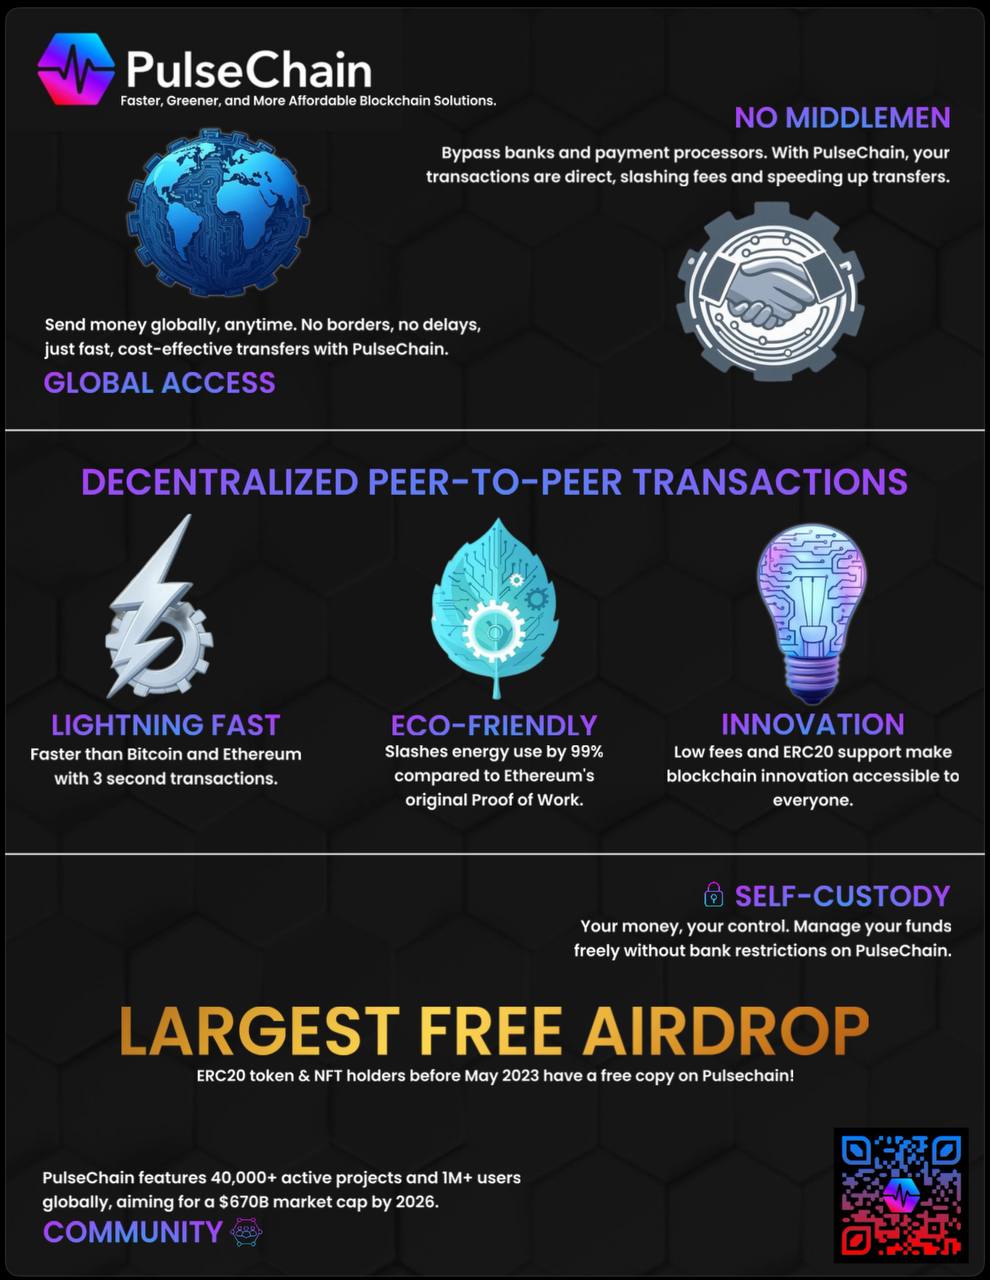 PulseChain
Faster, Greener, and More Affordable Blockchain Solutions.
NO MIDDLEMEN
Bypass banks and payment processors. With PulseChain, your
transactions are direct, slashing fees and speeding up transfers.
Send money globally, anytime. No borders, no delays,
just fast, cost-effective transfers with PulseChain.
GLOBAL ACCESS
DECENTRALIZED PEER-TO-PEER TRANSACTIONS
LIGHTNING FAST
Faster than Bitcoin and Ethereum
with 3 second transactions.
ECO-FRIENDLY
Slashes energy use by 99%
compared to Ethereum's
original Proof of Work.
INNOVATION
Low fees and ERC20 support make
blockchain innovation accessible to
everyone.
SELF-CUSTODY
Your money, your control. Manage your funds
freely without bank restrictions on PulseChain.
LARGEST FREE AIRDROP
ERC20 token & NFT holders before May 2023 have a free copy on Pulsechain!
PulseChain features 40,000+ active projects and 1M+ users
globally, aiming for a $670B market cap by 2026.
COMMUNITY